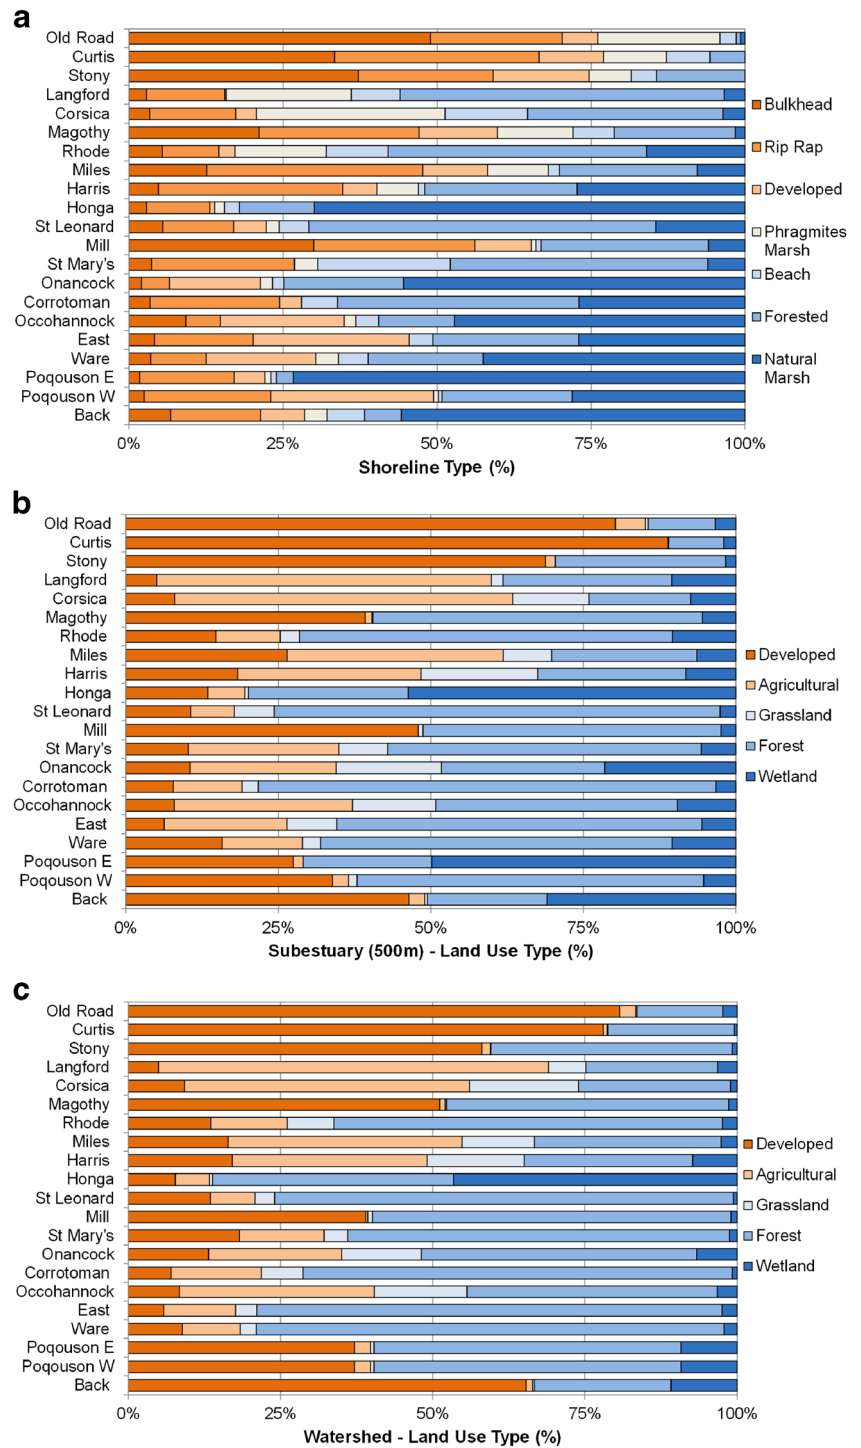 a
Old Road
Curtis
Stony
Langford
Corsica
Magothy
Rhode
Miles
Harris
Honga
St Leonard
Mill
St Mary's
Onancock
Corrotoman
Occohannock
East
Ware
Poqouson E
Poqouson W
Back
0% 25% 50% 75% 100%
Shoreline Type (%)
Bulkhead
Rip Rap
Developed
Phragmites
Marsh
Beach
Forested
Natural
Marsh
b
Old Road
Curtis
Stony
Langford
Corsica
Magothy
Rhode
Miles
Harris
Honga
St Leonard
Mill
St Mary's
Onancock
Corrotoman
Occohannock
East
Ware
Poqouson E
Poqouson W
Back
0% 25% 50% 75% 100%
Subestuary (500m) - Land Use Type (%)
Developed
Agricultural
Grassland
Forest
Wetland
c
Old Road
Curtis
Stony
Langford
Corsica
Magothy
Rhode
Miles
Harris
Honga
St Leonard
Mill
St Mary's
Onancock
Corrotoman
Occohannock
East
Ware
Poqouson E
Poqouson W
Back
0% 25% 50% 75% 100%
Watershed - Land Use Type (%)
Developed
Agricultural
Grassland
Forest
Wetland